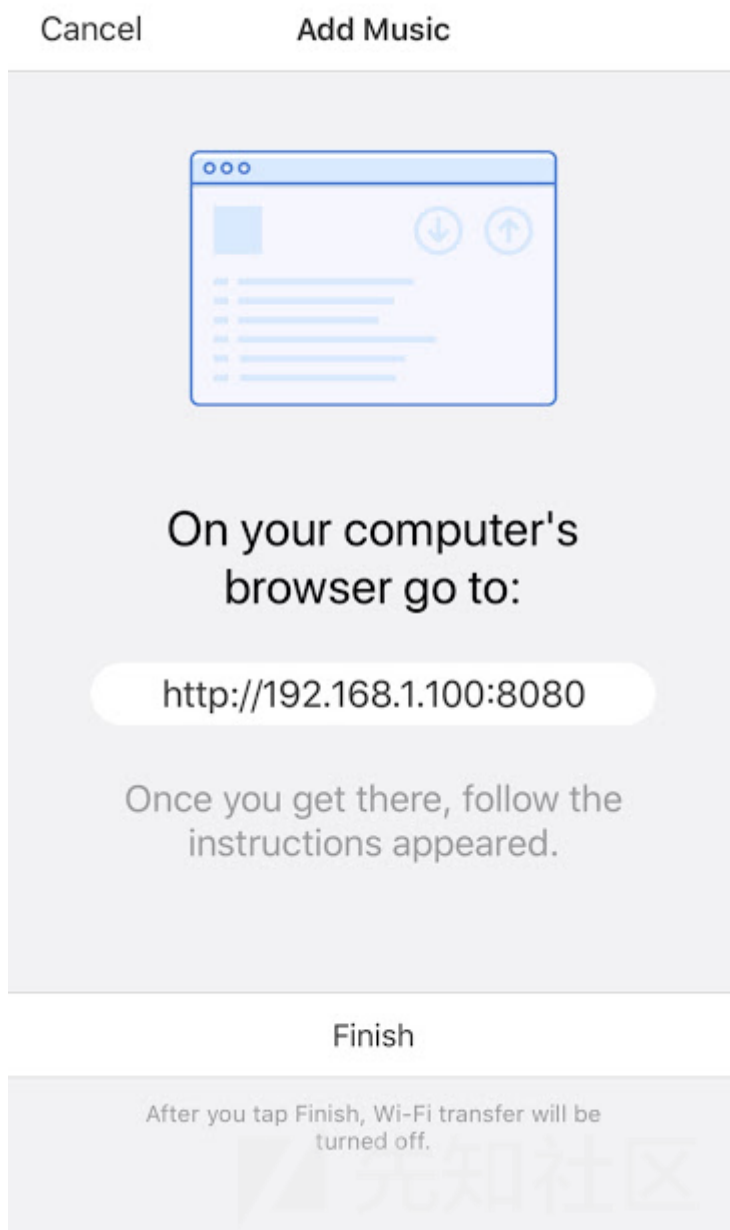 Cancel
Add Music
On your computer's
browser go to:
http://192.168.1.100:8080
Once you get there, follow the
instructions appeared.
Finish
After you tap Finish, Wi-Fi transfer will be
turned off.
先知社区